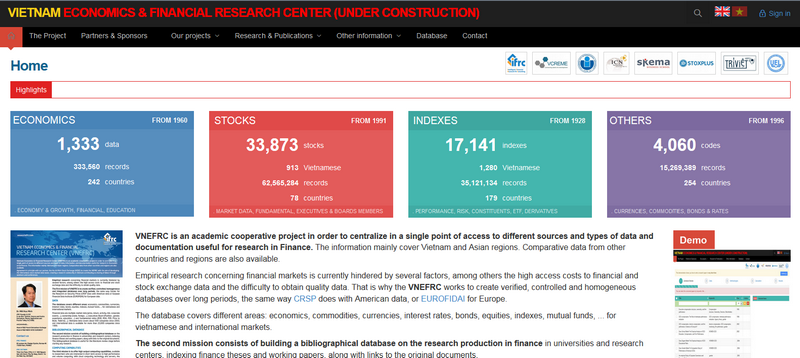 VIETNAM ECONOMICS & FINANCIAL RESEARCH CENTER (UNDER CONSTRUCTION)
Sign in
The Project Partners & Sponsors Our projects Research & Publications Other information Database Contact
Home
ifrc VCREME ICN skema STOXPLUS TRIVIET UEL
Highlights
ECONOMICS FROM 1960
1,333 data
333,560 records
242 countries
ECONOMY & GROWTH, FINANCIAL, EDUCATION
STOCKS FROM 1991
33,873 stocks
913 Vietnamese
62,565,284 records
78 countries
MARKET DATA, FUNDAMENTAL, EXECUTIVES & BOARDS MEMBERS
INDEXES FROM 1928
17,141 indexes
1,280 Vietnamese
35,121,134 records
179 countries
PERFORMANCE, RISK, CONSTITUENTS, ETF, DERIVATIVES
OTHERS FROM 1996
4,060 codes
15,269,389 records
254 countries
CURRENCIES, COMMODITIES, BONDS & RATES
ifrc
VIETNAM ECONOMICS & FINANCIAL
RESEARCH CENTER (VNEFRC)
VNEFRC is an academic cooperative project in order to centralize in a single point of access to different sources and types of data and
documentation useful for research in Finance. The information mainly cover Vietnam and Asian regions. Comparative data from other
countries and regions are also available.
Empirical research concerning financial markets is currently hindered by several factors, among others the high access costs to financial and
stock exchange data and the difficulty to obtain quality data. That is why the VNEFRC works to create verified, controlled and homogeneous
databases over long periods, the same way CRSP does with American data, or EUROFIDAI for Europe.
The databases covers different areas: economics, commodities, currencies, interest rates, bonds, equities, indexes, mutual funds, ... for
vietnamese and international markets.
The second mission consists of building a bibliographical database on the research production in finance in universities and research
centers, indexing finance theses and working papers, along with links to the original documents.
Demo